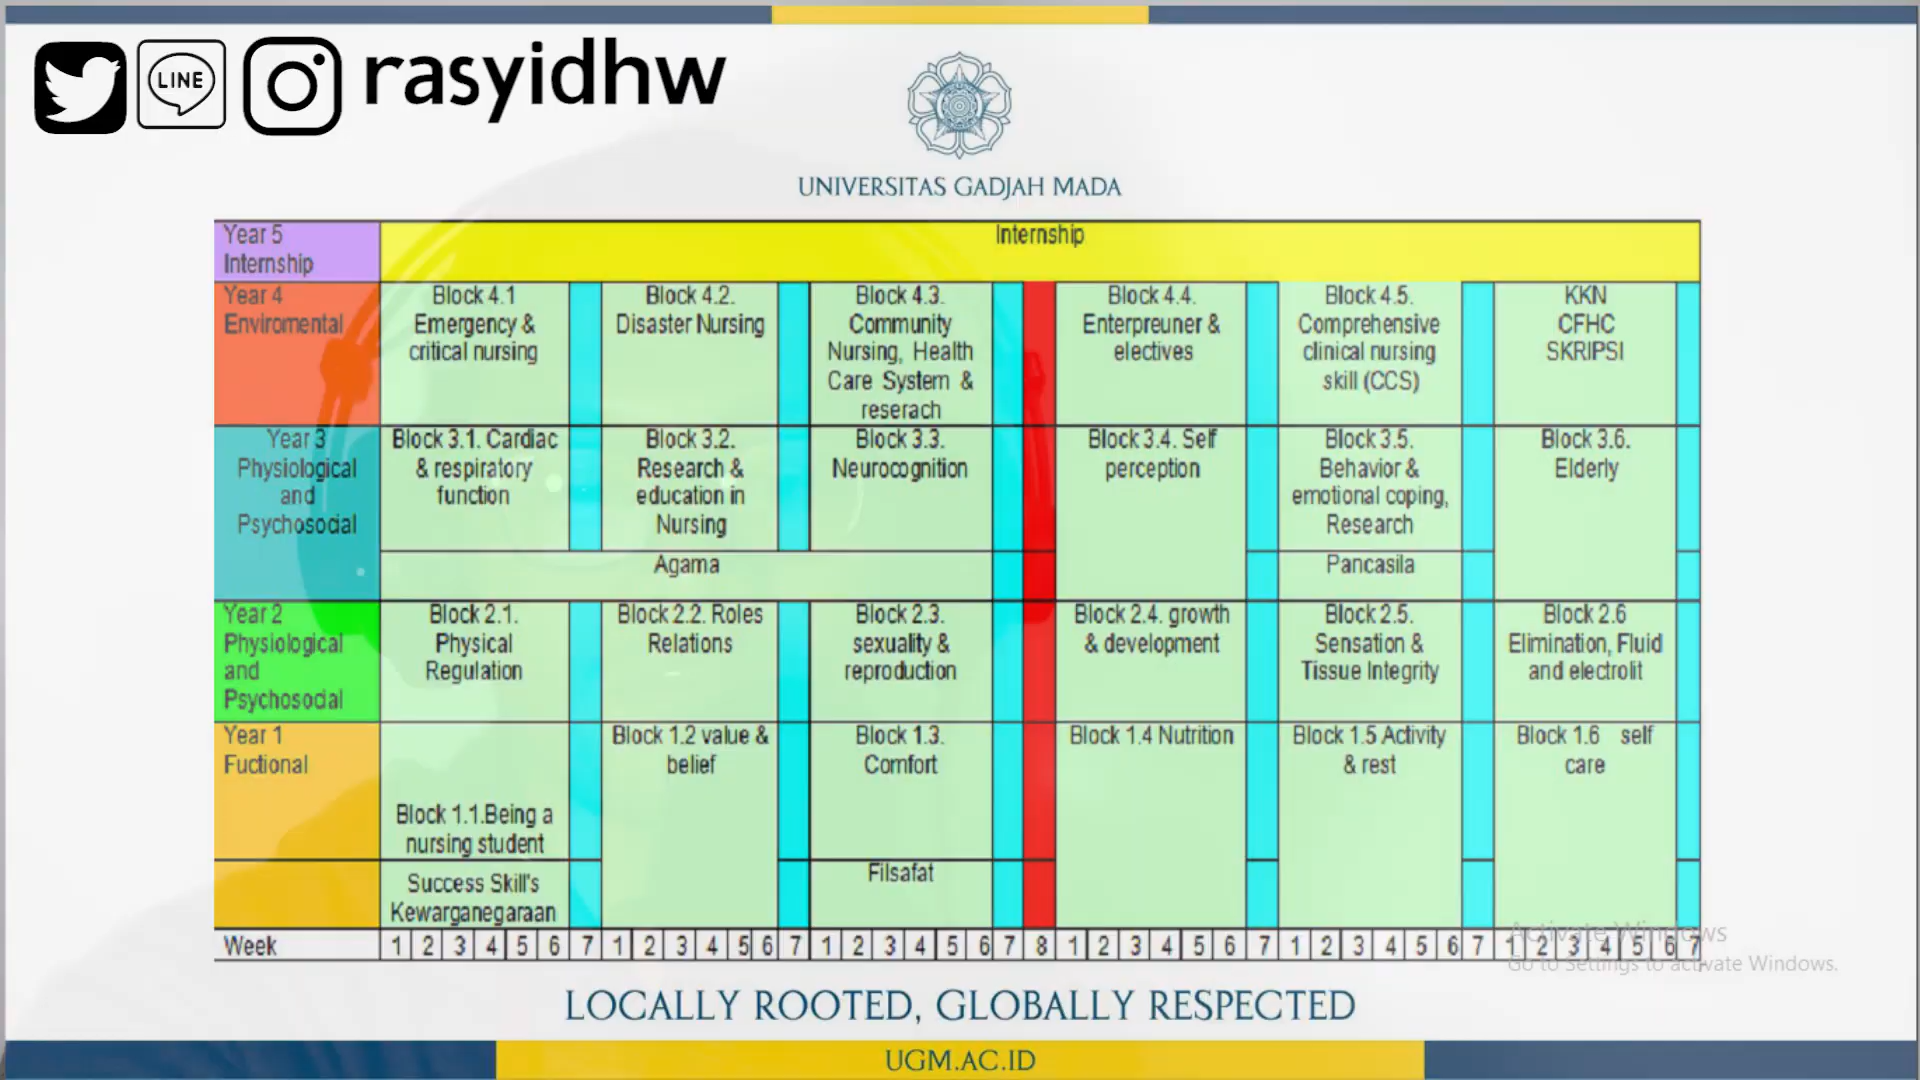 LINE
rasyidhw
UNIVERSITAS GADJAH MADA
Year 5
Internship
Internship
Year 4
Enviromental
Block 4.1
Emergency &
critical nursing
Block 4.2.
Disaster Nursing
Block 4.3.
Community
Nursing, Health
Care System &
reserach
Block 4.4.
Enterpreuner &
electives
Block 4.5.
Comprehensive
clinical nursing
skill (CCS)
KKN
CFHC
SKRIPSI
Year 3
Physiological
and
Psychosocial
Block 3.1. Cardiac
& respiratory
function
Block 3.2.
Research &
education in
Nursing
Block 3.3.
Neurocognition
Block 3.4. Self
perception
Block 3.5.
Behavior &
emotional coping,
Research
Block 3.6.
Elderly
Agama
Pancasila
Year 2
Physiological
and
Psychosocial
Block 2.1.
Physical
Regulation
Block 2.2. Roles
Relations
Block 2.3.
sexuality &
reproduction
Block 2.4. growth
& development
Block 2.5.
Sensation &
Tissue Integrity
Block 2.6
Elimination, Fluid
and electrolit
Year 1
Fuctional
Block 1.1.Being a
nursing student
Block 1.2 value &
belief
Block 1.3.
Comfort
Block 1.4 Nutrition
Block 1.5 Activity
& rest
Block 1.6 self
care
Success Skill's
Kewarganegaraan
Filsafat
Week 1 2 3 4 5 6 7 1 2 3 4 5 6 7 1 2 3 4 5 6 7 8 1 2 3 4 5 6 7 1 2 3 4 5 6 7 1 2 3 4 5 6 7
Activate Windows
Go to Settings to activate Windows.
LOCALLY ROOTED, GLOBALLY RESPECTED
UGM.AC.ID